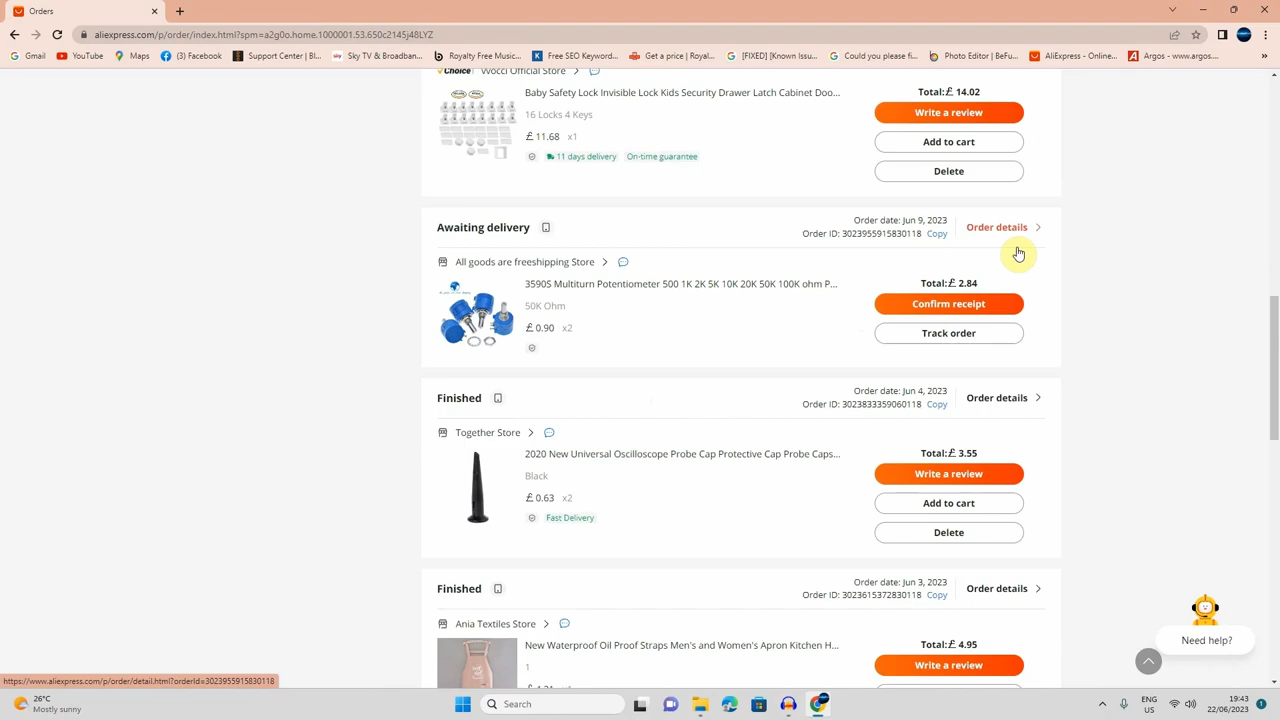 Orders
aliexpress.com/p/order/index.html?spm=a2g0o.home.1000001.53.650c2145j48LYZ
Gmail
YouTube
Maps
(3) Facebook
Support Center | Bl...
Sky TV & Broadban...
Royalty Free Music...
Free SEO Keyword...
Get a price | Royal...
[FIXED] [Known Issu...
Could you please fi...
Photo Editor | BeFu...
AliExpress - Online...
Argos - www.argos...
Choice
Vvocci Official Store
Baby Safety Lock Invisible Lock Kids Security Drawer Latch Cabinet Doo...
16 Locks 4 Keys
£ 11.68 x1
11 days delivery On-time guarantee
Total:£ 14.02
Write a review
Add to cart
Delete
Awaiting delivery
Order date: Jun 9, 2023
Order ID: 3023955915830118 Copy
Order details
All goods are freeshipping Store
3590S Multiturn Potentiometer 500 1K 2K 5K 10K 20K 50K 100K ohm P...
50K Ohm
£ 0.90 x2
Total:£ 2.84
Confirm receipt
Track order
Finished
Order date: Jun 4, 2023
Order ID: 3023833359060118 Copy
Order details
Together Store
2020 New Universal Oscilloscope Probe Cap Protective Cap Probe Caps...
Black
£ 0.63 x2
Fast Delivery
Total:£ 3.55
Write a review
Add to cart
Delete
Finished
Order date: Jun 3, 2023
Order ID: 3023615372830118 Copy
Order details
Ania Textiles Store
New Waterproof Oil Proof Straps Men's and Women's Apron Kitchen H...
1
Total:£ 4.95
Write a review
Need help?
https://www.aliexpress.com/p/order/detail.html?orderId=3023955915830118
26°C
Mostly sunny
Search
ENG
US
19:43
22/06/2023